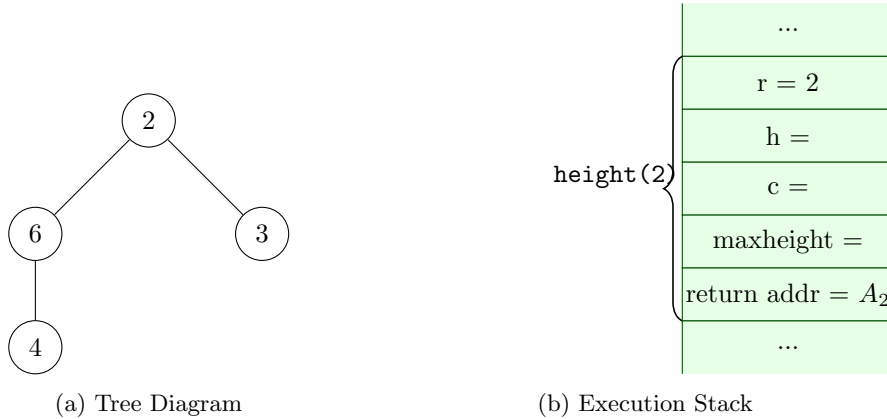 2
6
3
4
(a) Tree Diagram
...
r = 2
h =
c =
maxheight =
return addr = A₂
...
height(2)
(b) Execution Stack